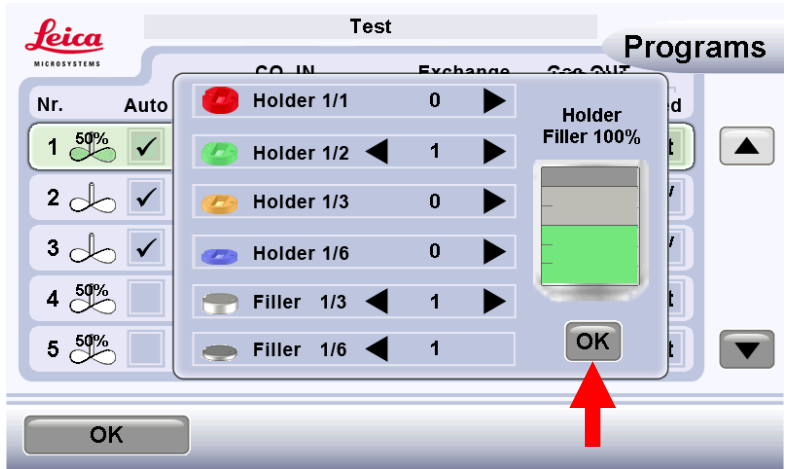 Leica
MICROSYSTEMS
Test
Programs
Exchange
Nr. Auto
1 50%
2
3
4 50%
5 50%
Holder 1/1 0
Holder 1/2 1
Holder 1/3 0
Holder 1/6 0
Filler 1/3 1
Filler 1/6 1
Holder
Filler 100%
OK
OK